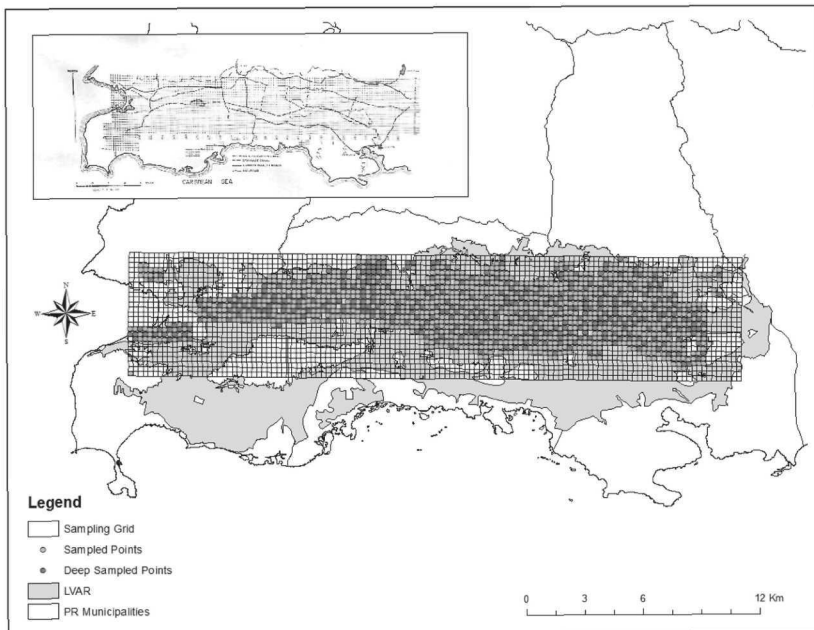 CARIBBEAN SEA
N
W E
S
Legend
Sampling Grid
Sampled Points
Deep Sampled Points
LVAR
PR Municipalities
0 3 6 12 Km